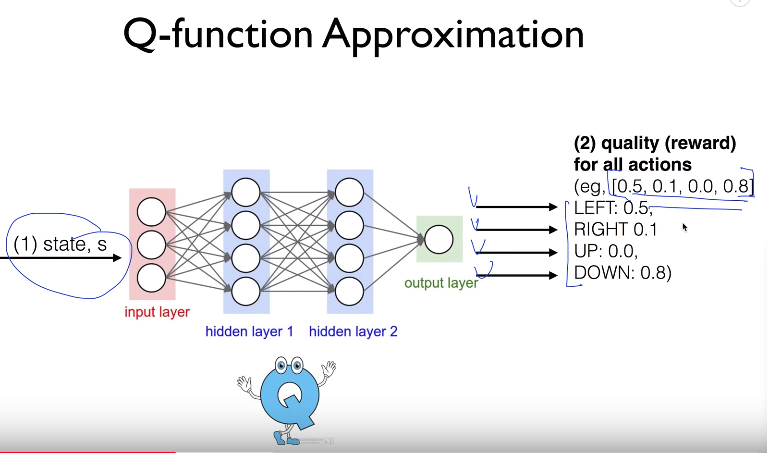 Q-function Approximation
(2) quality (reward)
for all actions
(eg, [0.5, 0.1, 0.0, 0.8]
LEFT: 0.5,
RIGHT 0.1
UP: 0.0,
DOWN: 0.8)
(1) state, s
input layer
hidden layer 1
hidden layer 2
output layer
Q